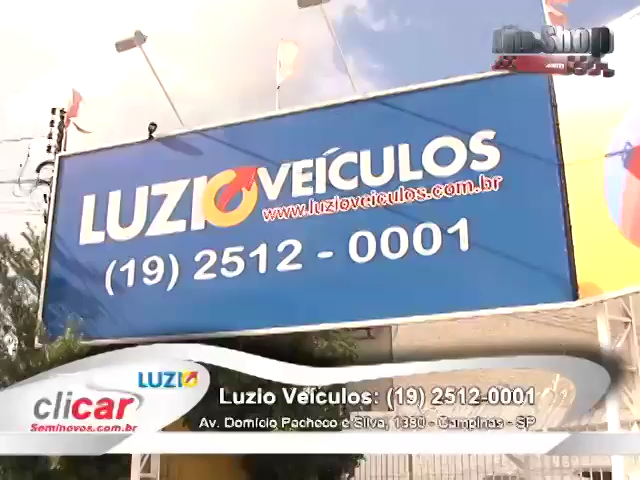 LUZIO VEÍCULOS
www.luzioveiculos.com.br
(19) 2512 - 0001
LUZIO
clicar
Seminovos.com.br
Luzio Veículos: (19) 2512-0001
Av. Domício Pacheco e Silva, 1380 - Campinas - SP